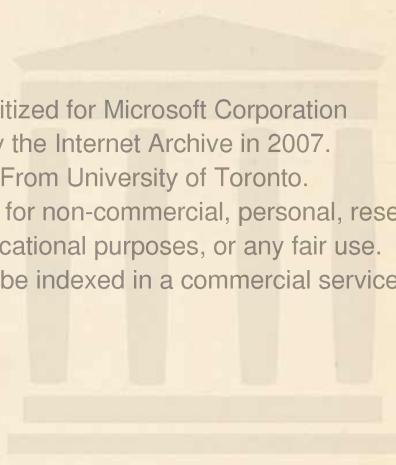 itized for Microsoft Corporation
y the Internet Archive in 2007.
From University of Toronto.
for non-commercial, personal, rese
cational purposes, or any fair use.
be indexed in a commercial service